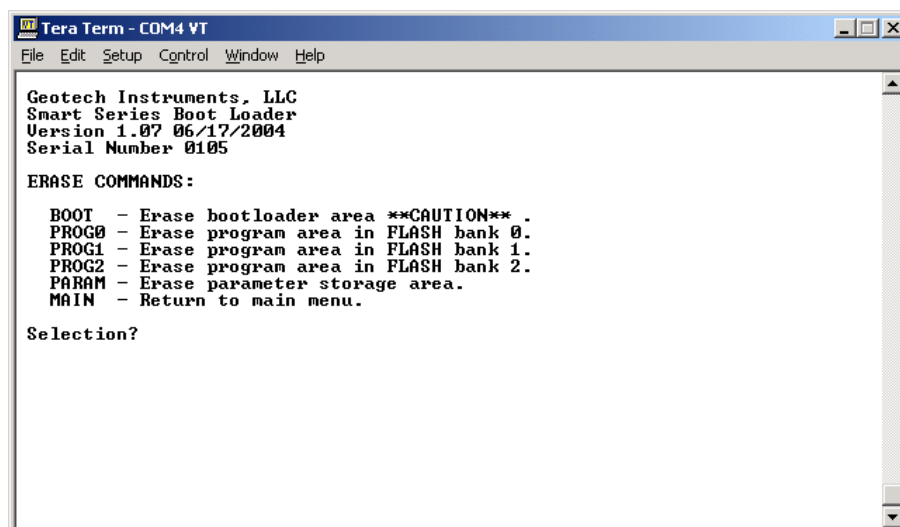 Tera Term - COM4 VT
File Edit Setup Control Window Help
Geotech Instruments, LLC
Smart Series Boot Loader
Version 1.07 06/17/2004
Serial Number 0105
ERASE COMMANDS:
BOOT - Erase bootloader area **CAUTION** .
PROG0 - Erase program area in FLASH bank 0.
PROG1 - Erase program area in FLASH bank 1.
PROG2 - Erase program area in FLASH bank 2.
PARAM - Erase parameter storage area.
MAIN - Return to main menu.
Selection?